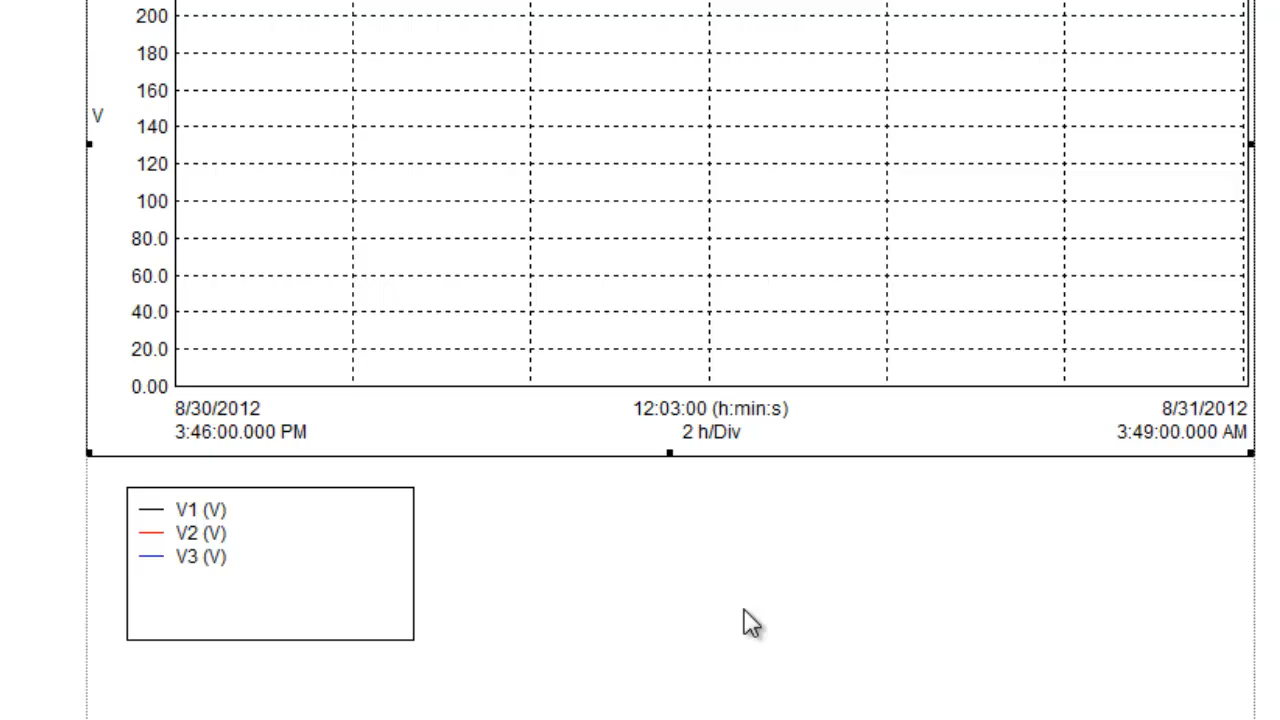 200
180
160
V
140
120
100
80.0
60.0
40.0
20.0
0.00
8/30/2012 12:03:00 (h:min:s) 8/31/2012
3:46:00.000 PM 2 h/Div 3:49:00.000 AM
V1 (V)
V2 (V)
V3 (V)